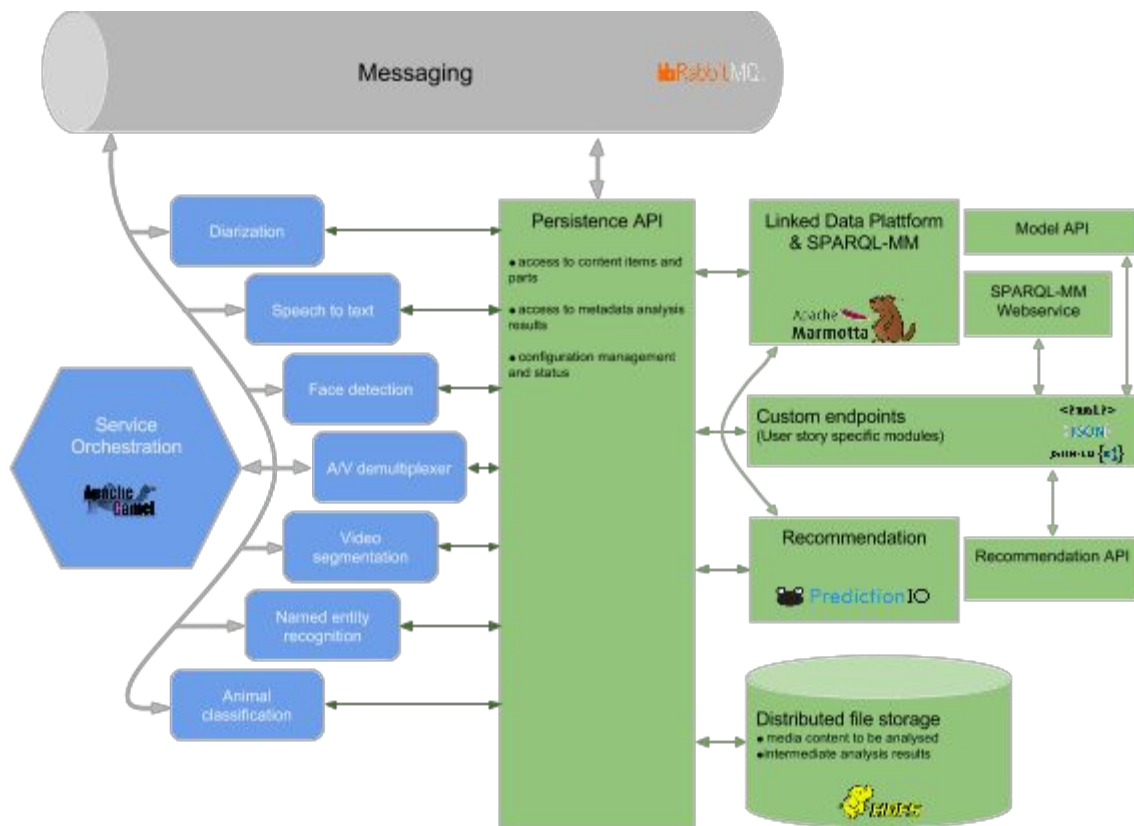 Messaging
RabbitMQ
Diarization
Speech to text
Face detection
A/V demultiplexer
Video
segmentation
Named entity
recognition
Animal
classification
Service
Orchestration
Apache
Camel
Persistence API
● access to content items and
parts
● access to metadata analysis
results
● configuration management
and status
Linked Data Plattform
& SPARQL-MM
Apache
Marmotta
Model API
SPARQL-MM
Webservice
Custom endpoints
(User story specific modules)
<?xml?>
JSON
Recommendation
PredictionIO
Recommendation API
Distributed file storage
● media content to be analysed
● intermediate analysis results
HDFS